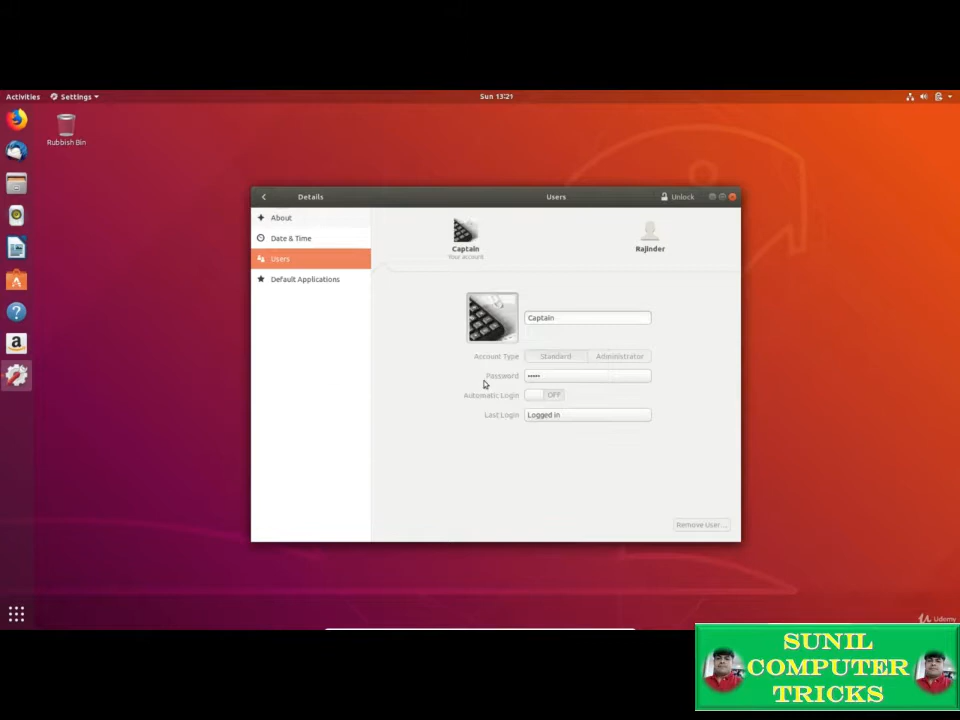 Activities
Settings
Sun 13:21
Rubbish Bin
Details
Users
Unlock
About
Date & Time
Users
Default Applications
Captain
Your account
Rajinder
Captain
Account Type
Standard
Administrator
Password
•••••
Automatic Login
OFF
Last Login
Logged in
Remove User...
Udemy
SUNIL
COMPUTER
TRICKS